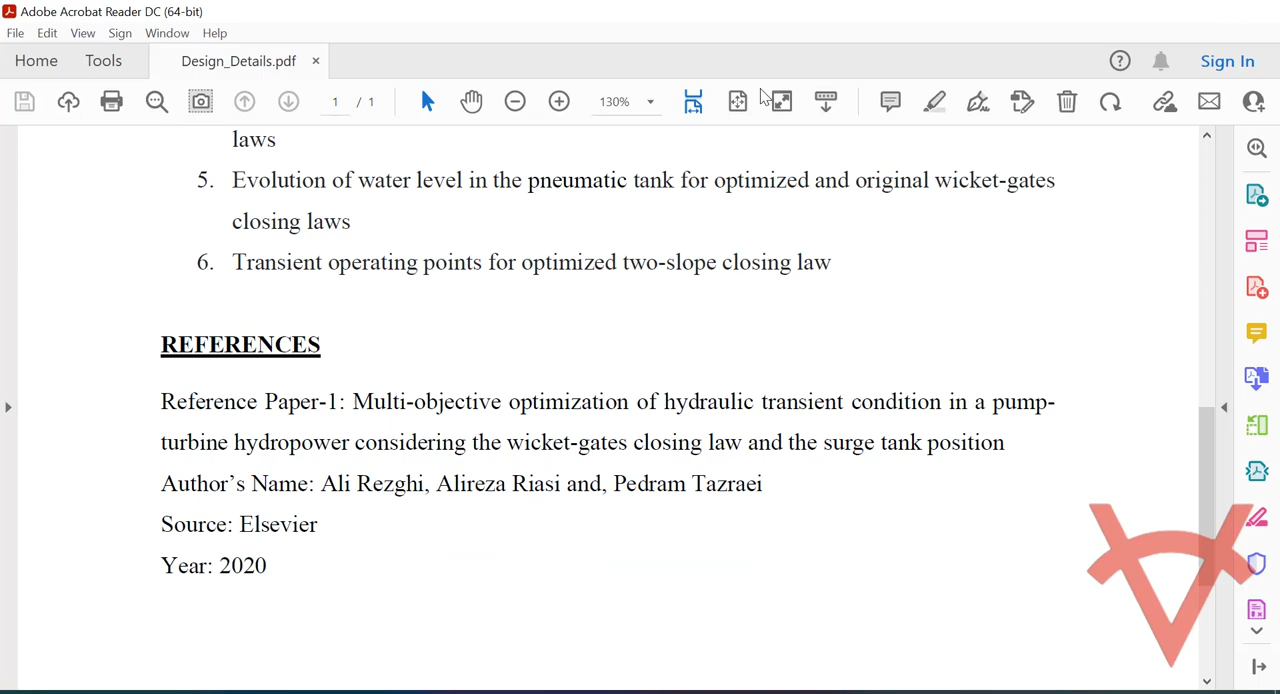 Adobe Acrobat Reader DC (64-bit)
File Edit View Sign Window Help
Home Tools Design_Details.pdf × Sign In
1 / 1 130%
laws
5. Evolution of water level in the pneumatic tank for optimized and original wicket-gates
closing laws
6. Transient operating points for optimized two-slope closing law
REFERENCES
Reference Paper-1: Multi-objective optimization of hydraulic transient condition in a pump-
turbine hydropower considering the wicket-gates closing law and the surge tank position
Author's Name: Ali Rezghi, Alireza Riasi and, Pedram Tazraei
Source: Elsevier
Year: 2020